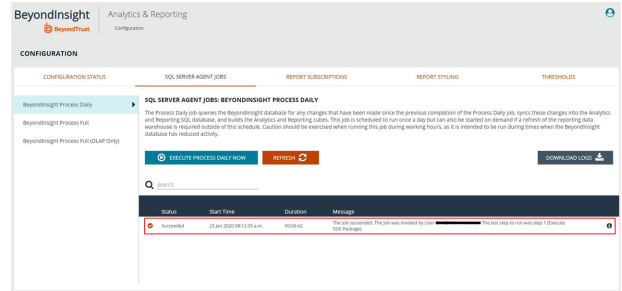 BeyondInsight Analytics & Reporting
BeyondTrust Configuration
CONFIGURATION
CONFIGURATION STATUS SQL SERVER AGENT JOBS REPORT SUBSCRIPTIONS REPORT STYLING THRESHOLDS
BeyondInsight Process Daily
BeyondInsight Process Full
BeyondInsight Process Full (OLAP Only)
SQL SERVER AGENT JOBS: BEYONDINSIGHT PROCESS DAILY
The Process Daily job queries the BeyondInsight database for any changes that have been made since the previous completion of the Process Daily job, syncs these changes into the Analytics
and Reporting SQL database, and builds the Analytics and Reporting cubes. This job is scheduled to run once a day but can also be started on demand if a refresh of the reporting data
warehouse is required outside of this schedule. Caution should be exercised when running this job during working hours, as it is intended to be run during times when the BeyondInsight
database has reduced activity.
EXECUTE PROCESS DAILY NOW REFRESH DOWNLOAD LOGS
Search
Status Start Time Duration Message
Succeeded 23 Jan 2020 08:12:35 a.m. 00:06:42 The job succeeded. The Job was invoked by User The last step to run was step 1 (Execute
SSIS Package).